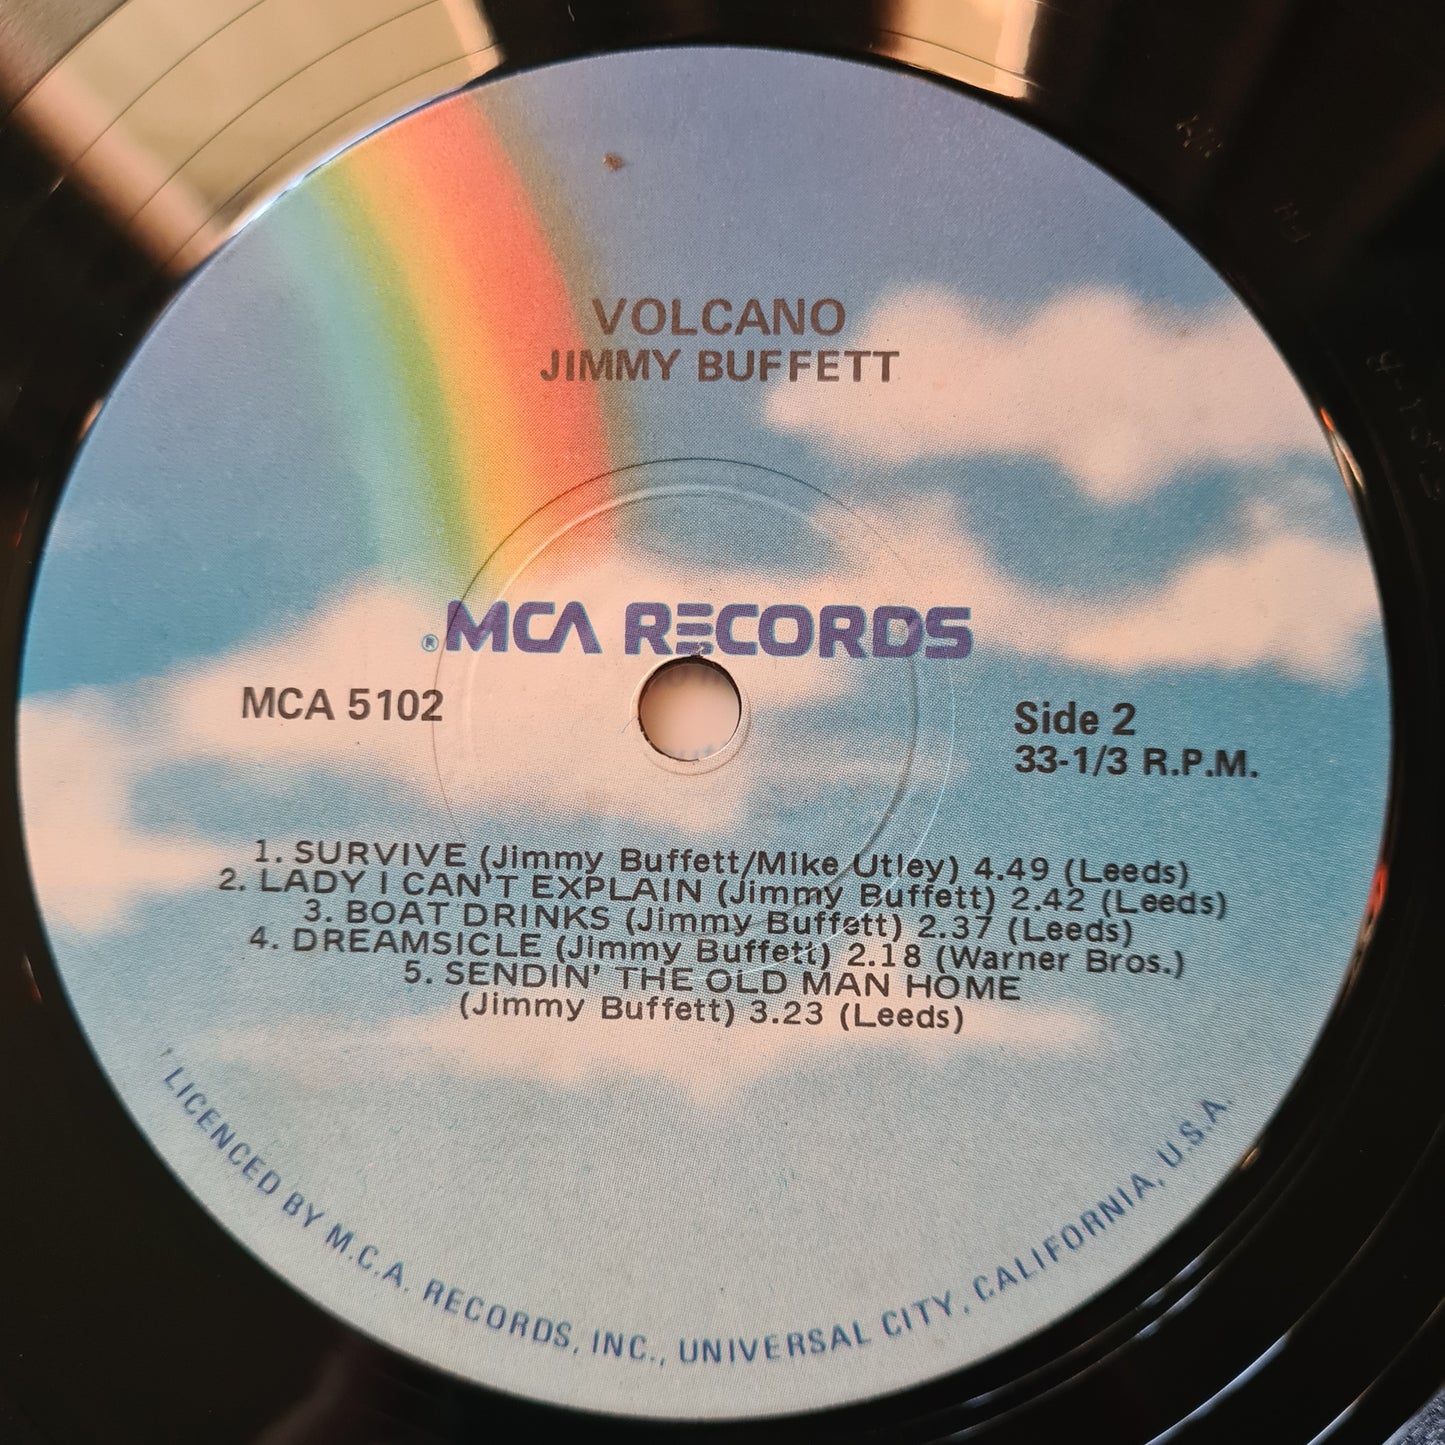 VOLCANO
JIMMY BUFFETT
®MCA RECORDS
MCA 5102
Side 2
33-1/3 R.P.M.
1. SURVIVE (Jimmy Buffett/Mike Utley) 4.49 (Leeds)
2. LADY I CAN'T EXPLAIN (Jimmy Buffett) 2.42 (Leeds)
3. BOAT DRINKS (Jimmy Buffett) 2.37 (Leeds)
4. DREAMSICLE (Jimmy Buffett) 2.18 (Warner Bros.)
5. SENDIN' THE OLD MAN HOME
(Jimmy Buffett) 3.23 (Leeds)
LICENCED BY M.C.A. RECORDS, INC., UNIVERSAL CITY, CALIFORNIA, U.S.A.